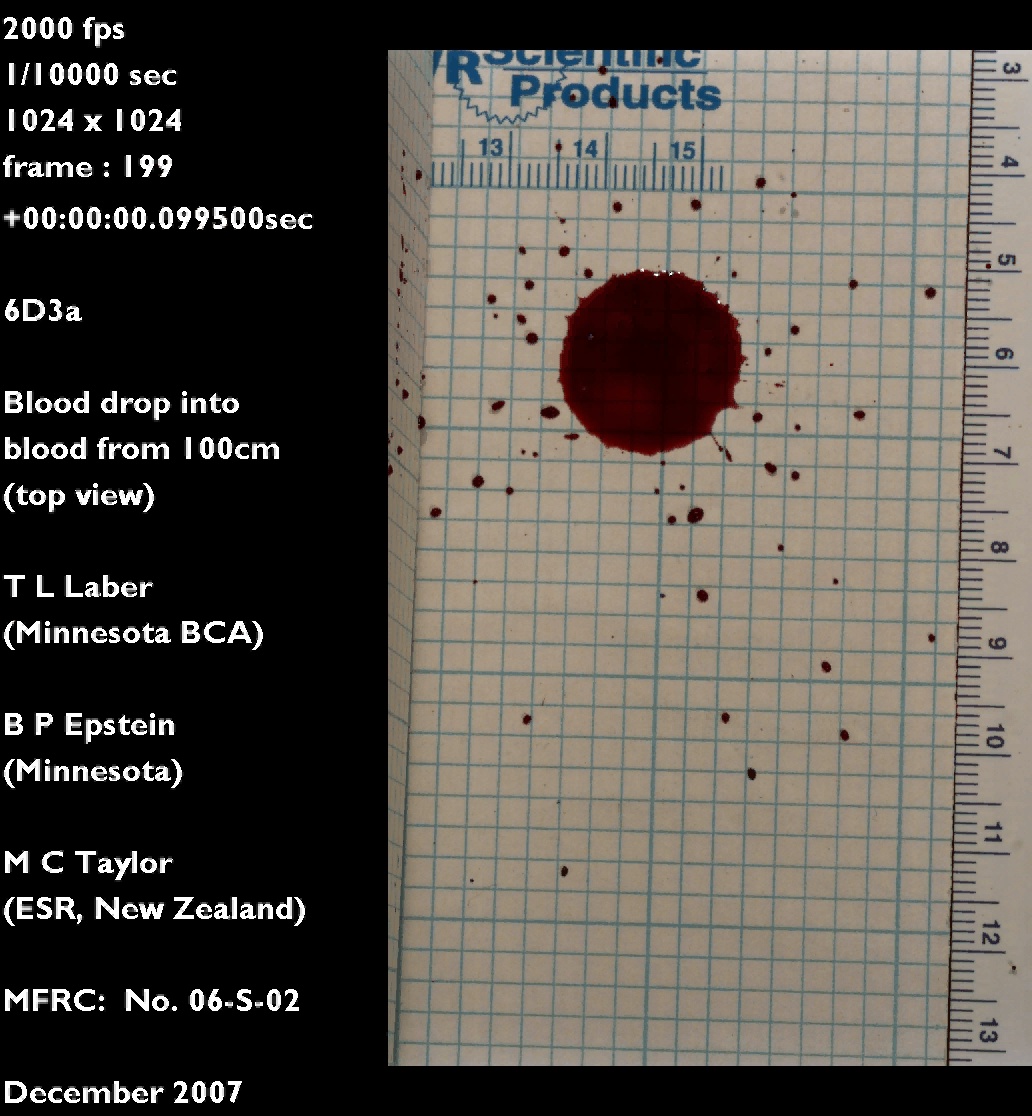 2000 fps
1/10000 sec
1024 x 1024
frame : 199
+00:00:00.099500sec
6D3a
Blood drop into
blood from 100cm
(top view)
T L Laber
(Minnesota BCA)
B P Epstein
(Minnesota)
M C Taylor
(ESR, New Zealand)
MFRC: No. 06-S-02
December 2007
R Scientific
Products
13 14 15
3
4
5
6
7
8
9
10
11
12
13